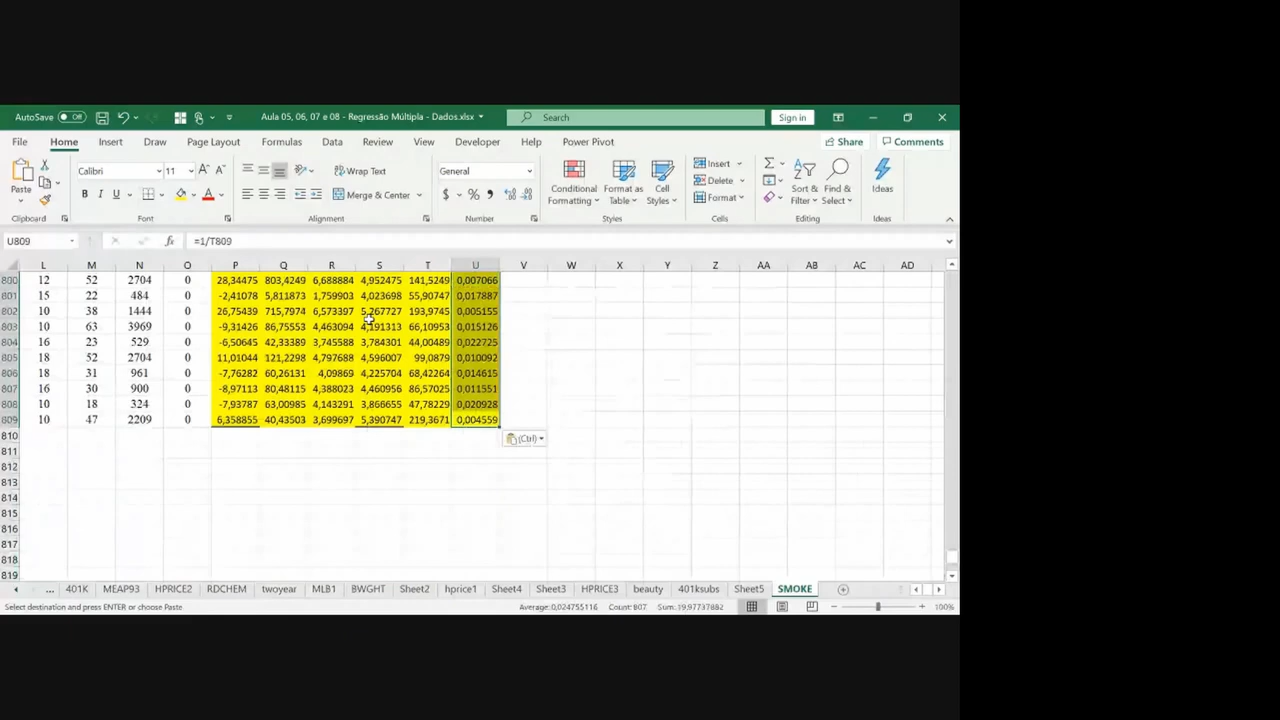 AutoSave Off Aula 05, 06, 07 e 08 - Regressão Múltipla - Dados.xlsx Search Sign in
File Home Insert Draw Page Layout Formulas Data Review View Developer Help Power Pivot Share Comments
Paste Calibri 11 Wrap Text General Conditional Formatting Format as Table Cell Styles Insert Sort & Filter Find & Select Ideas
B I U Merge & Center $ % Delete
Format
Clipboard Font Alignment Number Styles Cells Editing Ideas
U809 fx =1/T809
L M N O P Q R S T U V W X Y Z AA AB AC AD
800 12 52 2704 0 28,34475 803,4249 6,688884 4,952475 141,5249 0,007066
801 15 22 484 0 -2,41078 5,811873 1,759903 4,023698 55,90747 0,017887
802 10 38 1444 0 26,75439 715,7974 6,573397 5,267727 193,9745 0,005155
803 10 63 3969 0 -9,31426 86,75553 4,463094 4,191313 66,10953 0,015126
804 16 23 529 0 -6,50645 42,33389 3,745588 3,784301 44,00489 0,022725
805 18 52 2704 0 11,01044 121,2298 4,797688 4,596007 99,0879 0,010092
806 18 31 961 0 -7,76282 60,26131 4,09869 4,225704 68,42264 0,014615
807 16 30 900 0 -8,97113 80,48115 4,388023 4,460956 86,57025 0,011551
808 10 18 324 0 -7,93787 63,00985 4,143291 3,866655 47,78229 0,020928
809 10 47 2209 0 6,358855 40,43503 3,699697 5,390747 219,3671 0,004559
810
(Ctrl)
811
812
813
814
815
816
817
818
819
... 401K MEAP93 HPRICE2 RDCHEM twoyear MLB1 BWGHT Sheet2 hprice1 Sheet4 Sheet3 HPRICE3 beauty 401ksubs Sheet5 SMOKE
Select destination and press ENTER or choose Paste Average: 0,024755116 Count: 807 Sum: 19,97737882 100%